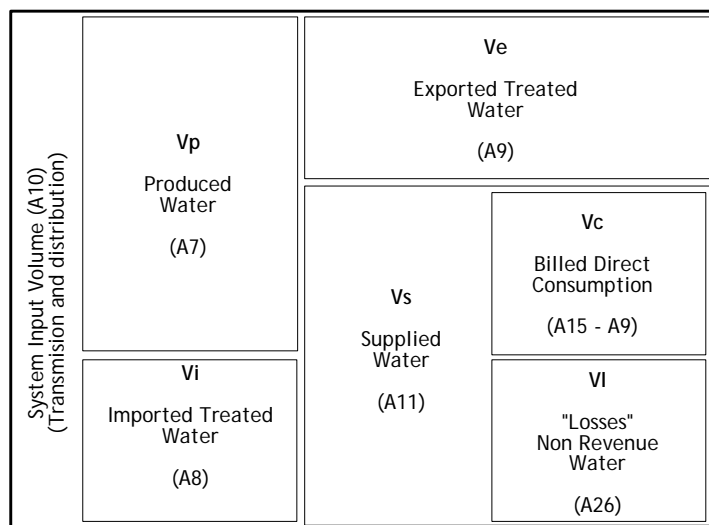 System Input Volume (A10)
(Transmision and distribution)
Vp
Produced
Water
(A7)
Vi
Imported Treated
Water
(A8)
Ve
Exported Treated
Water
(A9)
Vs
Supplied
Water
(A11)
Vc
Billed Direct
Consumption
(A15 - A9)
Vl
"Losses"
Non Revenue
Water
(A26)